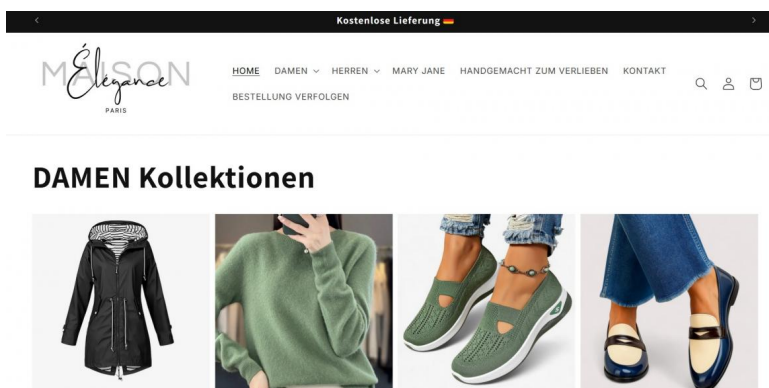 Kostenlose Lieferung 🇩🇪
MAISON
Élégance
PARIS
HOME DAMEN HERREN MARY JANE HANDGEMACHT ZUM VERLIEBEN KONTAKT
BESTELLUNG VERFOLGEN
DAMEN Kollektionen